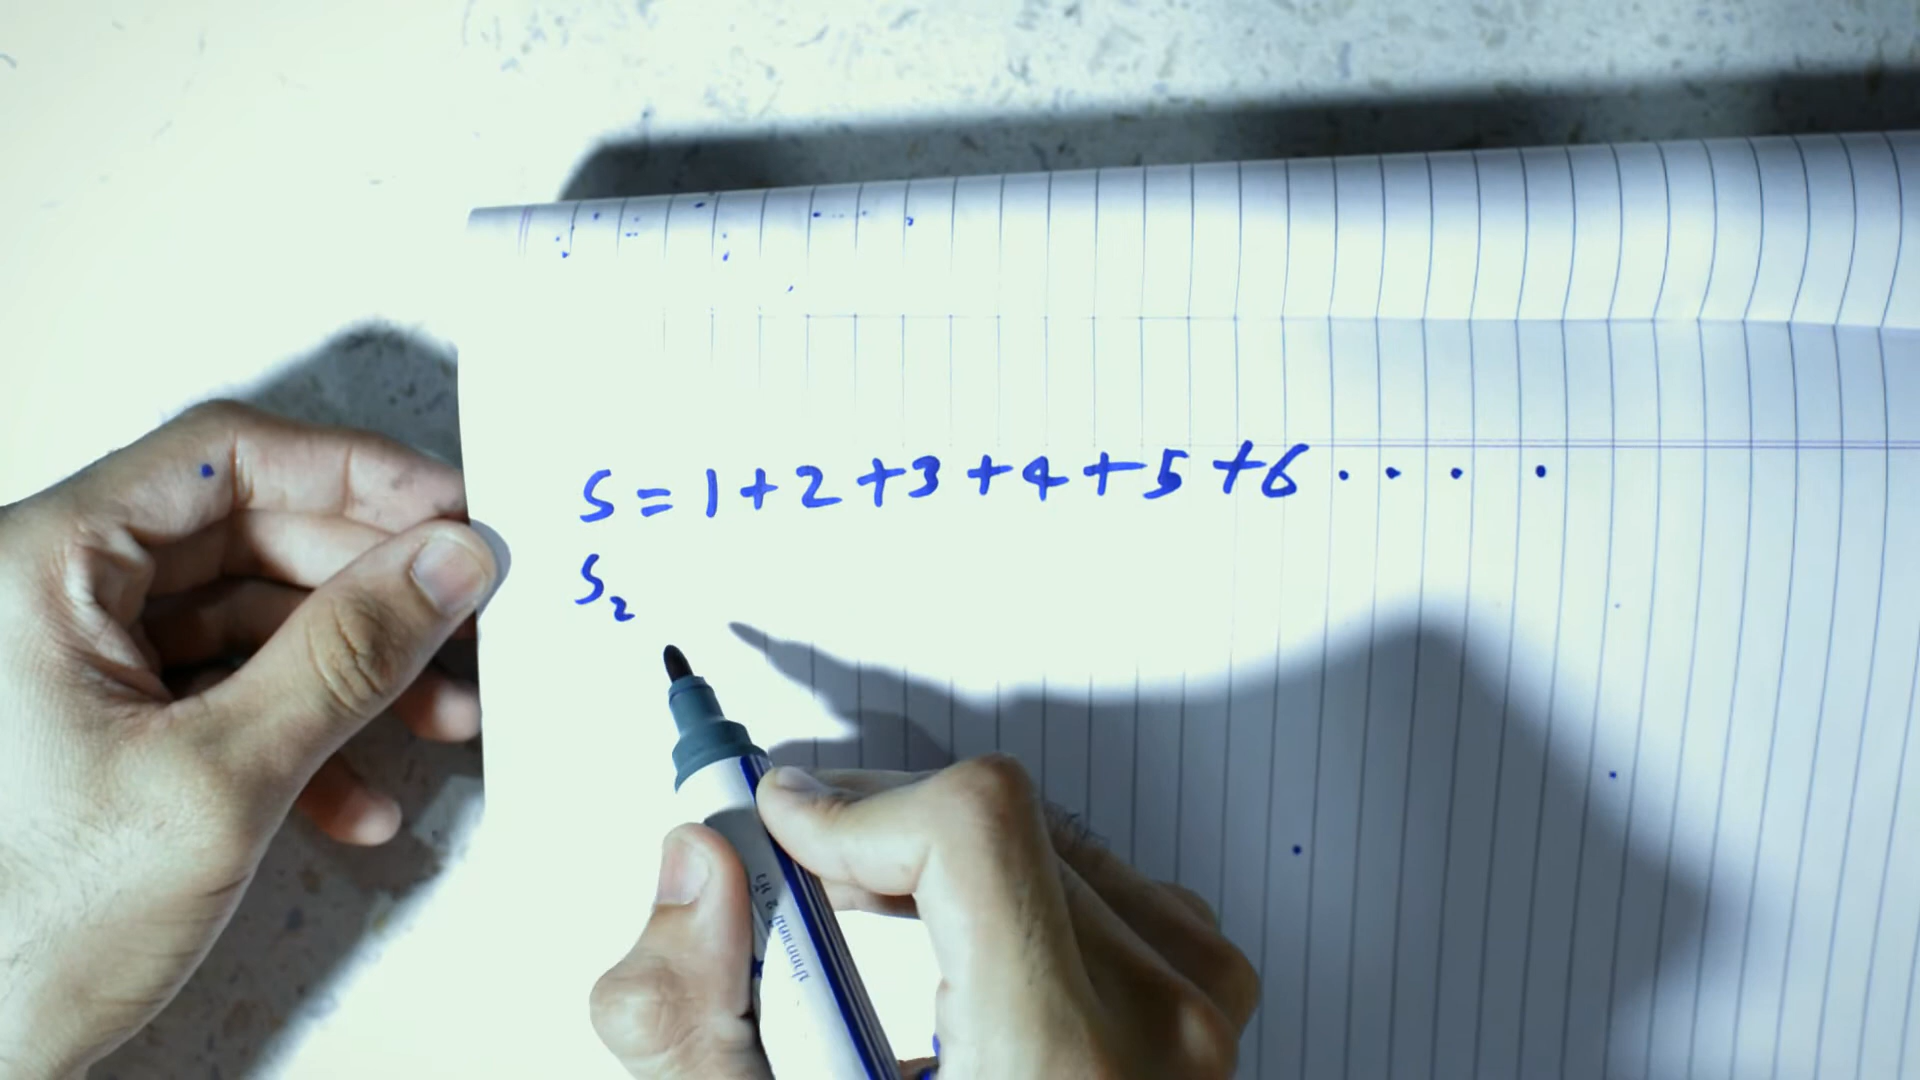 S = 1 + 2 + 3 + 4 + 5 + 6 . . . .
S₂